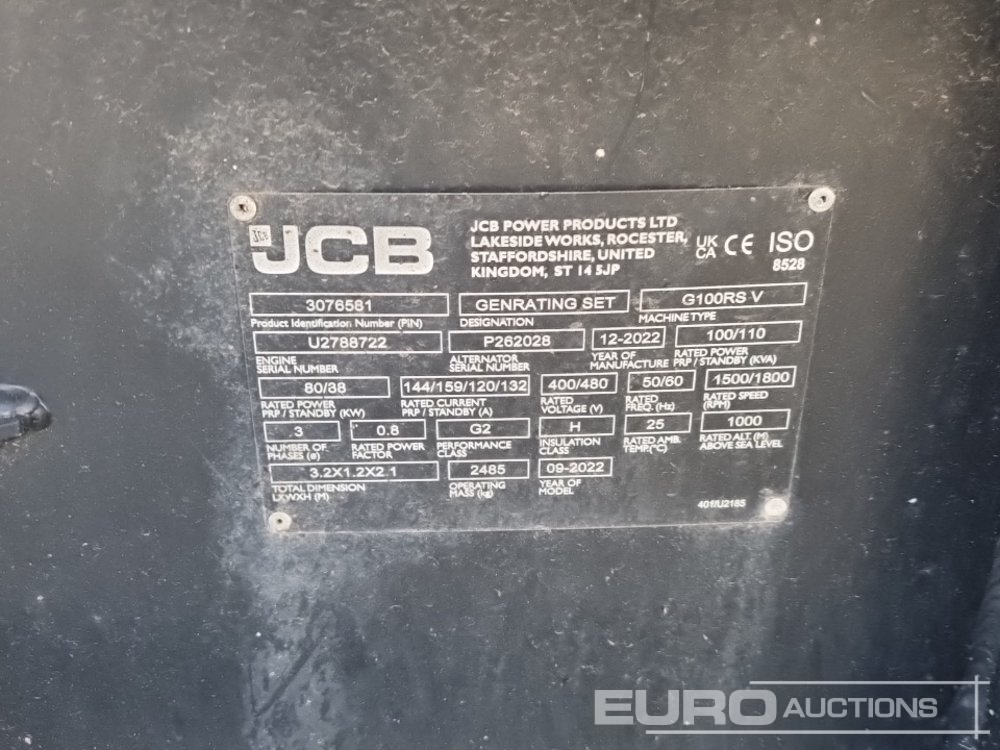 JCB
JCB
JCB POWER PRODUCTS LTD
LAKESIDE WORKS, ROCESTER,
STAFFORDSHIRE, UNITED
KINGDOM, ST 14 5JP
UK
CA
CE
ISO
8528
3076581
GENRATING SET
G100RS V
Product Identification Number (PIN)
DESIGNATION
MACHINE TYPE
U2788722
P262028
12-2022
100/110
ENGINE
SERIAL NUMBER
ALTERNATOR
SERIAL NUMBER
YEAR OF
MANUFACTURE
RATED POWER
PRP / STANDBY (KVA)
80/88
144/159/120/132
400/480
50/60
1500/1800
RATED POWER
PRP / STANDBY (KW)
RATED CURRENT
PRP / STANDBY (A)
RATED
VOLTAGE (V)
RATED
FREQ. (Hz)
RATED SPEED
(RPM)
3
0.8
G2
H
25
1000
NUMBER OF
PHASES (ø)
RATED POWER
FACTOR
PERFORMANCE
CLASS
INSULATION
CLASS
RATED AMB.
TEMP.(°C)
RATED ALT. (M)
ABOVE SEA LEVEL
3.2X1.2X2.1
2485
09-2022
TOTAL DIMENSION
LXWXH (M)
OPERATING
MASS (kg)
YEAR OF
MODEL
401/U2185
EURO AUCTIONS